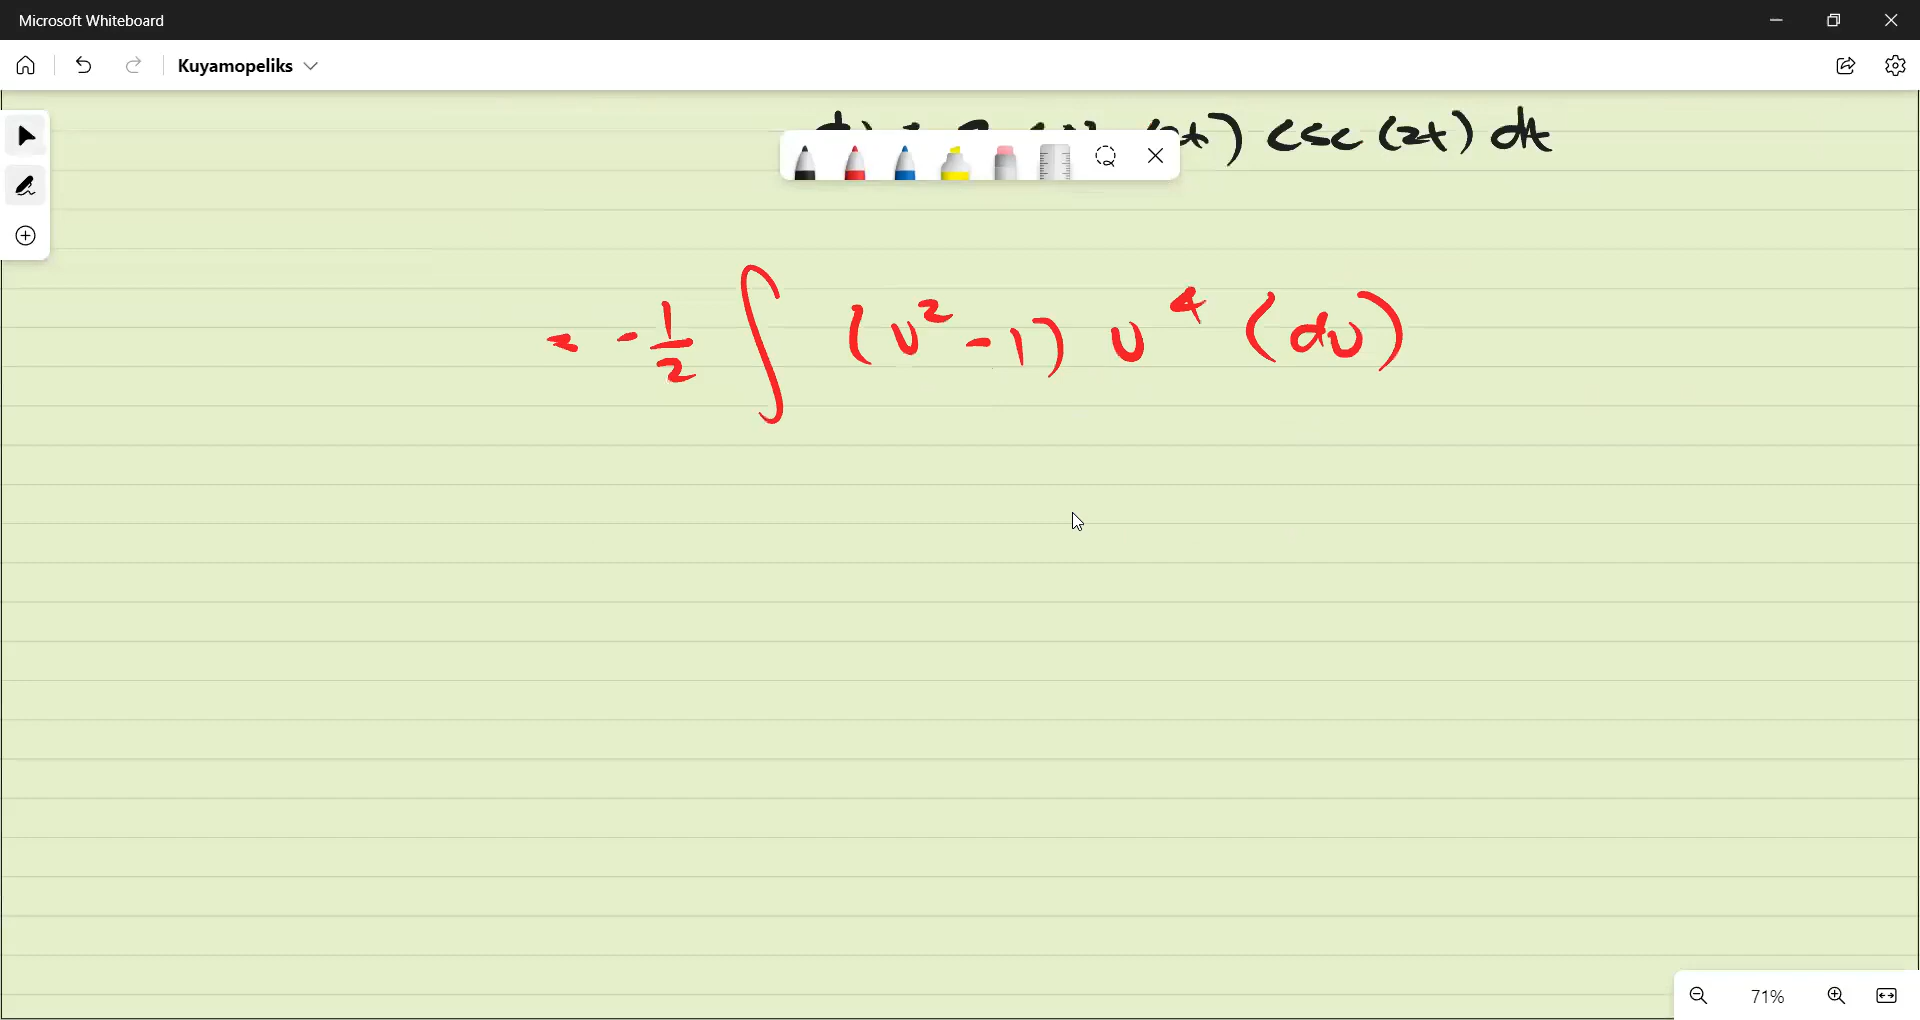 Microsoft Whiteboard
Kuyamopeliks
t) csc (2t) dt
= - 1/2 ∫ (u² - 1) u⁴ (du)
71%